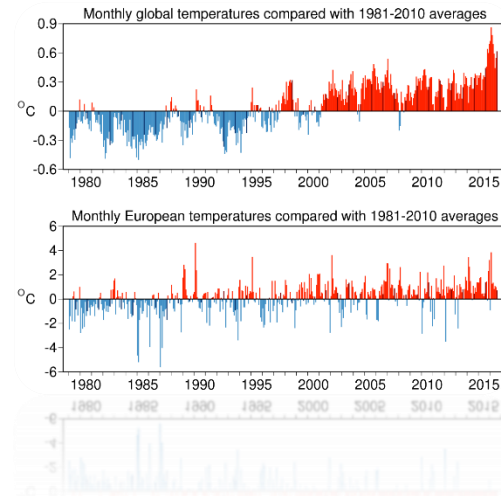 Monthly global temperatures compared with 1981-2010 averages
0.9
0.6
0.3
°C 0
-0.3
-0.6
1980 1985 1990 1995 2000 2005 2010 2015
Monthly European temperatures compared with 1981-2010 averages
6
4
2
°C 0
-2
-4
-6
1980 1985 1990 1995 2000 2005 2010 2015